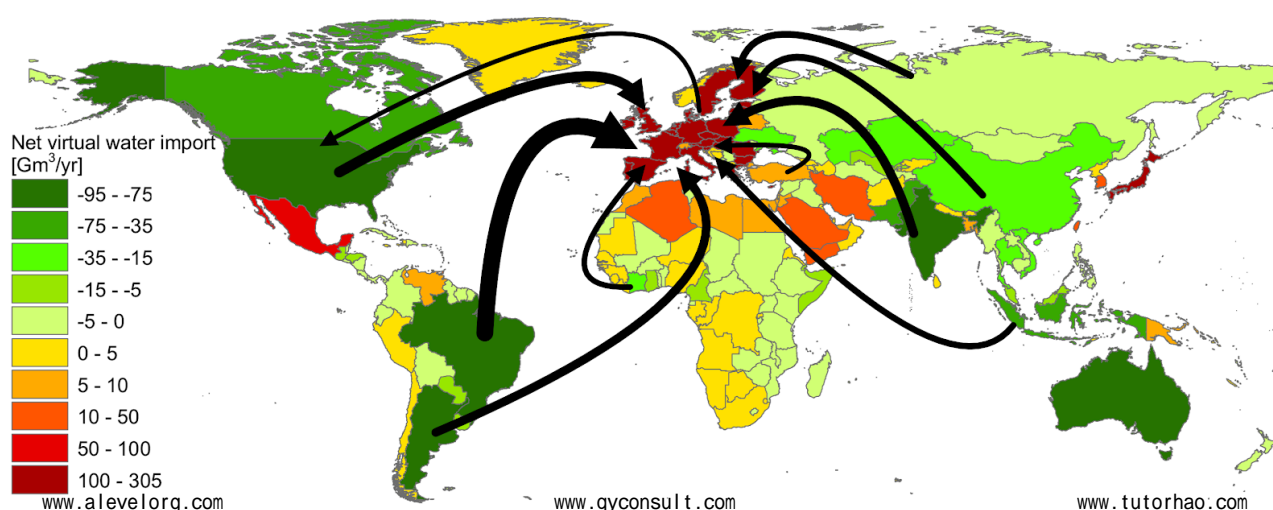 Net virtual water import
[Gm³/yr]
-95 - -75
-75 - -35
-35 - -15
-15 - -5
-5 - 0
0 - 5
5 - 10
10 - 50
50 - 100
100 - 305
www.alevelorg.com www.qyconsult.com www.tutorhao.com